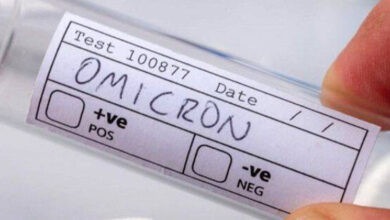 Test 100877 Date / /
OMICRON
+ve -ve
POS NEG